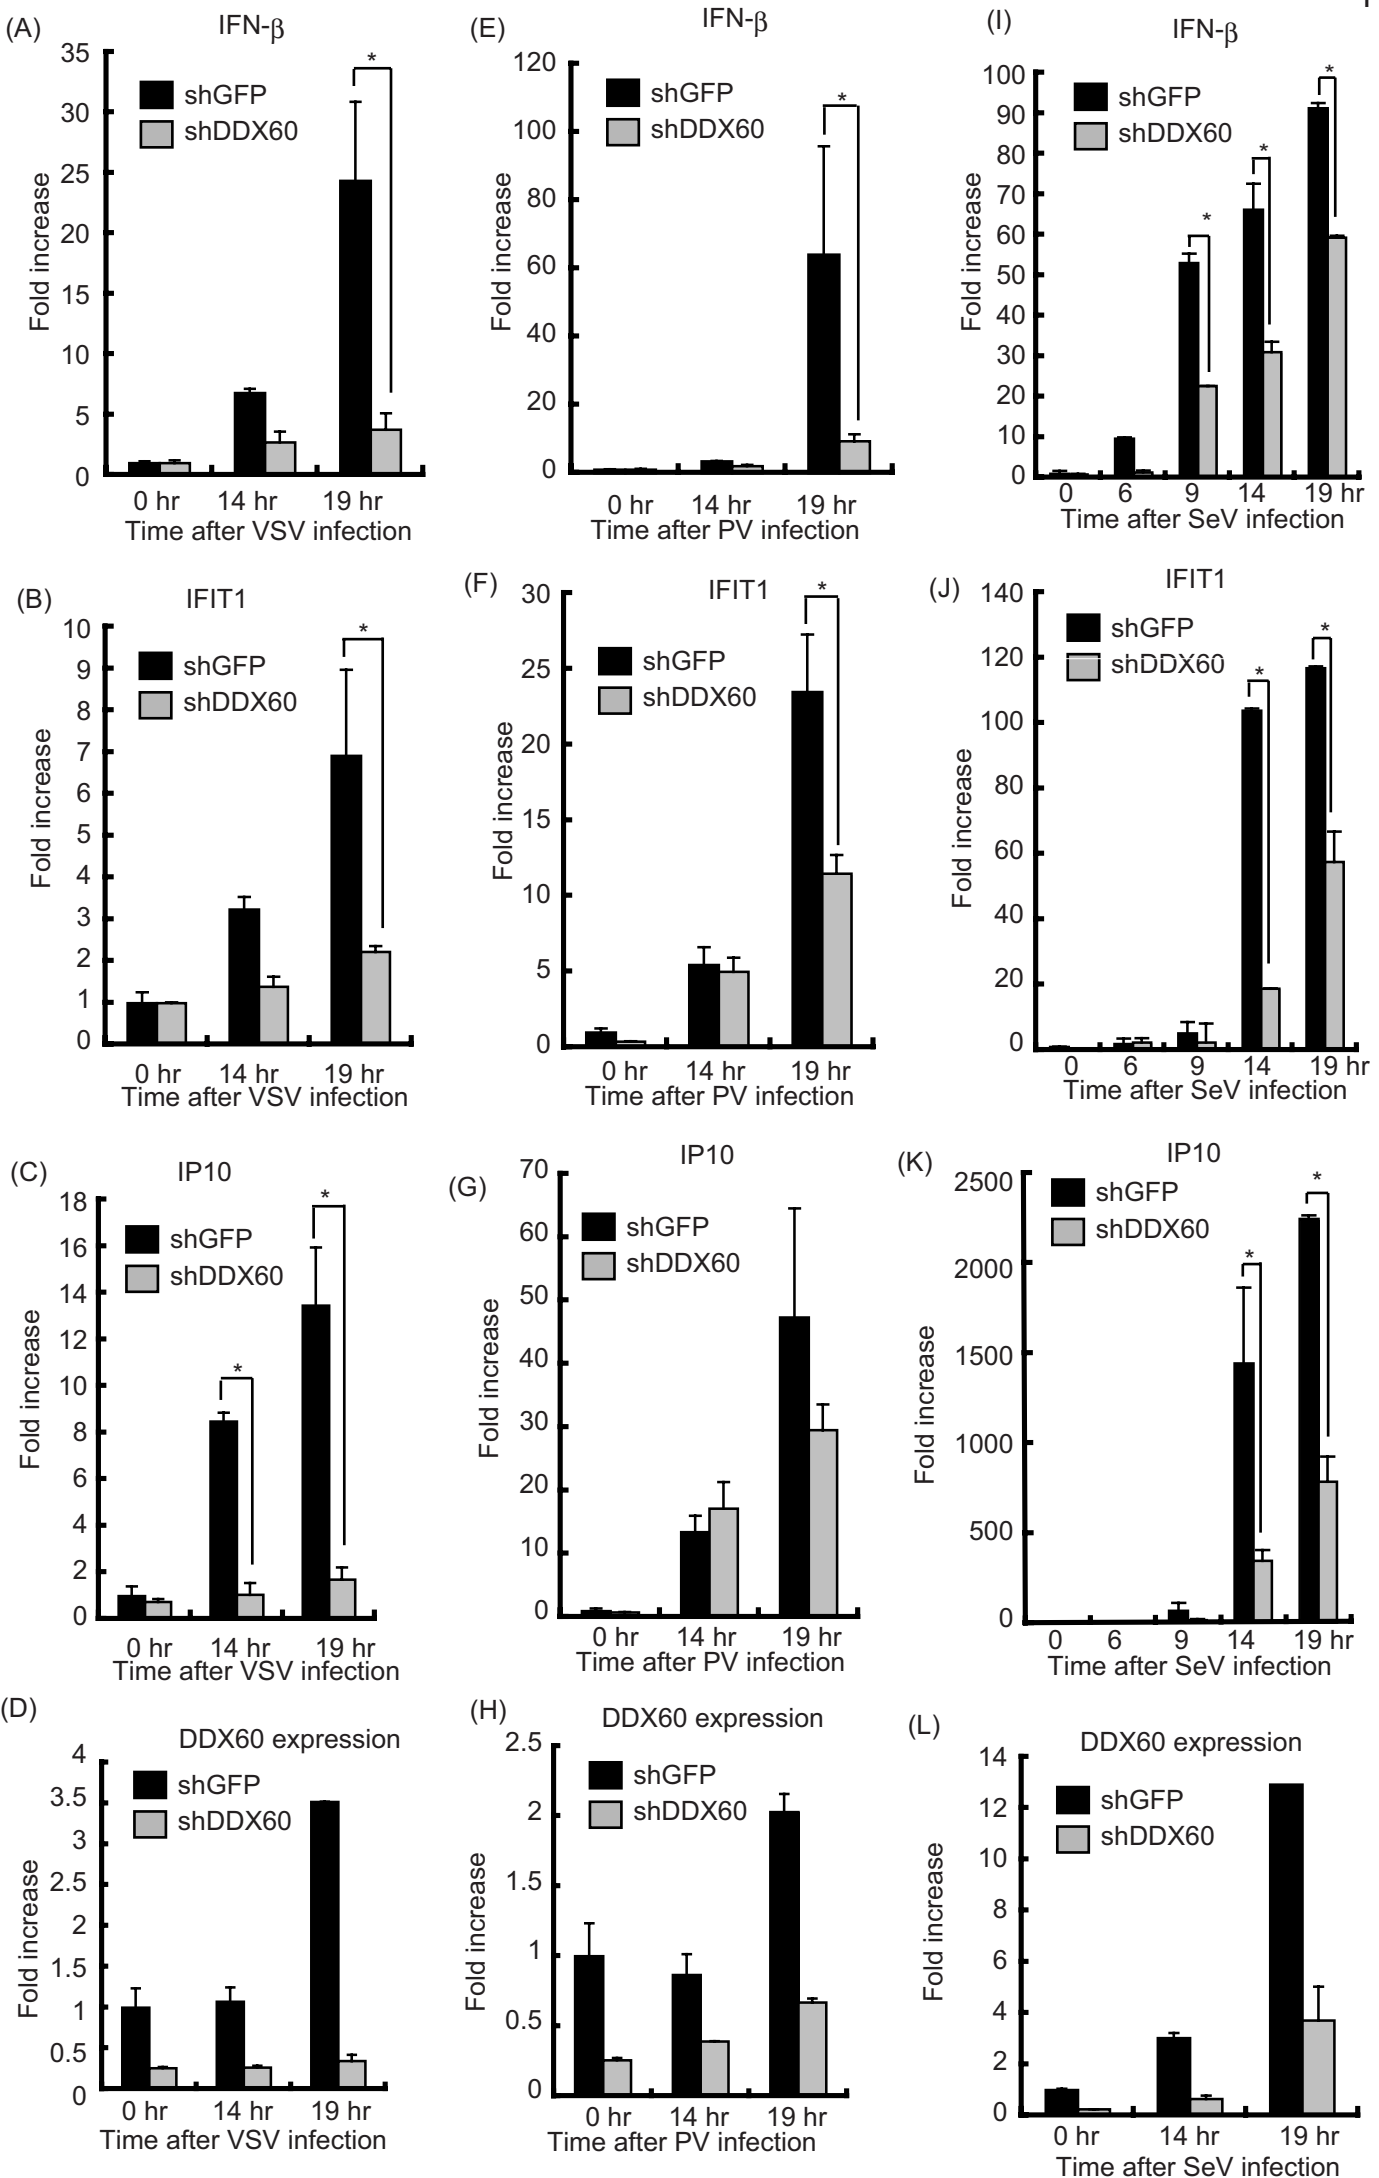 (A)
IFN-β
35
30
25
20
15
10
5
0
Fold increase
shGFP
shDDX60
*
0 hr 14 hr 19 hr
Time after VSV infection
(E)
IFN-β
120
100
80
60
40
20
0
Fold increase
shGFP
shDDX60
*
0 hr 14 hr 19 hr
Time after PV infection
(I)
IFN-β
100
90
80
70
60
50
40
30
20
10
0
Fold increase
shGFP
shDDX60
*
*
*
0 6 9 14 19 hr
Time after SeV infection
(B)
IFIT1
10
9
8
7
6
5
4
3
2
1
0
Fold increase
shGFP
shDDX60
*
0 hr 14 hr 19 hr
Time after VSV infection
(F)
IFIT1
30
25
20
15
10
5
0
Fold increase
shGFP
shDDX60
*
0 hr 14 hr 19 hr
Time after PV infection
(J)
IFIT1
140
120
100
80
60
40
20
0
Fold increase
shGFP
shDDX60
*
*
0 6 9 14 19 hr
Time after SeV infection
(C)
IP10
18
16
14
12
10
8
6
4
2
0
Fold increase
shGFP
shDDX60
*
*
0 hr 14 hr 19 hr
Time after VSV infection
(G)
IP10
70
60
50
40
30
20
10
0
Fold increase
shGFP
shDDX60
0 hr 14 hr 19 hr
Time after PV infection
(K)
IP10
2500
2000
1500
1000
500
0
Fold increase
shGFP
shDDX60
*
*
0 6 9 14 19 hr
Time after SeV infection
(D)
DDX60 expression
4
3.5
3
2.5
2
1.5
1
0.5
0
Fold increase
shGFP
shDDX60
0 hr 14 hr 19 hr
Time after VSV infection
(H)
DDX60 expression
2.5
2
1.5
1
0.5
0
Fold increase
shGFP
shDDX60
0 hr 14 hr 19 hr
Time after PV infection
(L)
DDX60 expression
14
12
10
8
6
4
2
0
Fold increase
shGFP
shDDX60
0 hr 14 hr 19 hr
Time after SeV infection